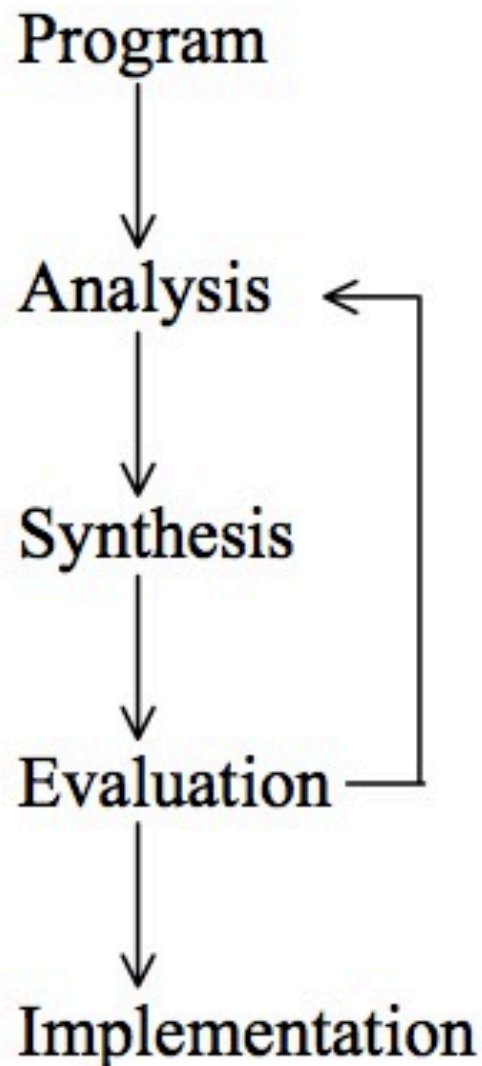 Program
Analysis
Synthesis
Evaluation
Implementation